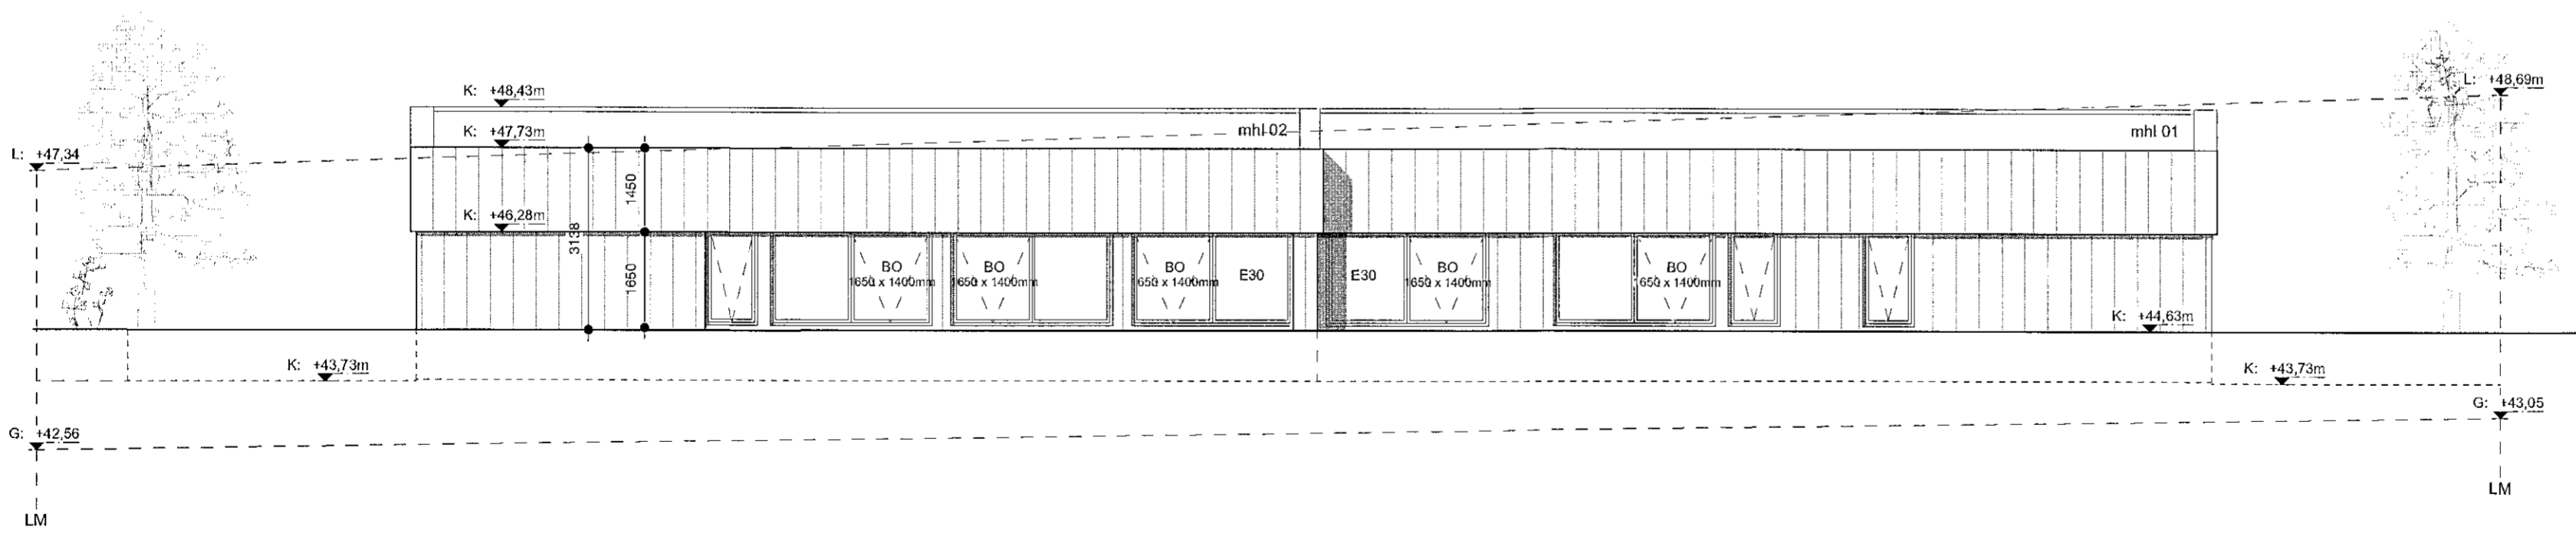 L: +48,69m
K: +48,43m
K: +47,73m
mhl 02
mhl 01
L: +47,34
1450
K: +46,28m
3138
1650
BO
1650 x 1400mm
BO
1650 x 1400mm
BO
1650 x 1400mm
E30
E30
BO
1650 x 1400mm
BO
1650 x 1400mm
K: +44,63m
K: +43,73m
K: +43,73m
G: +43,05
G: +42,56
LM
LM